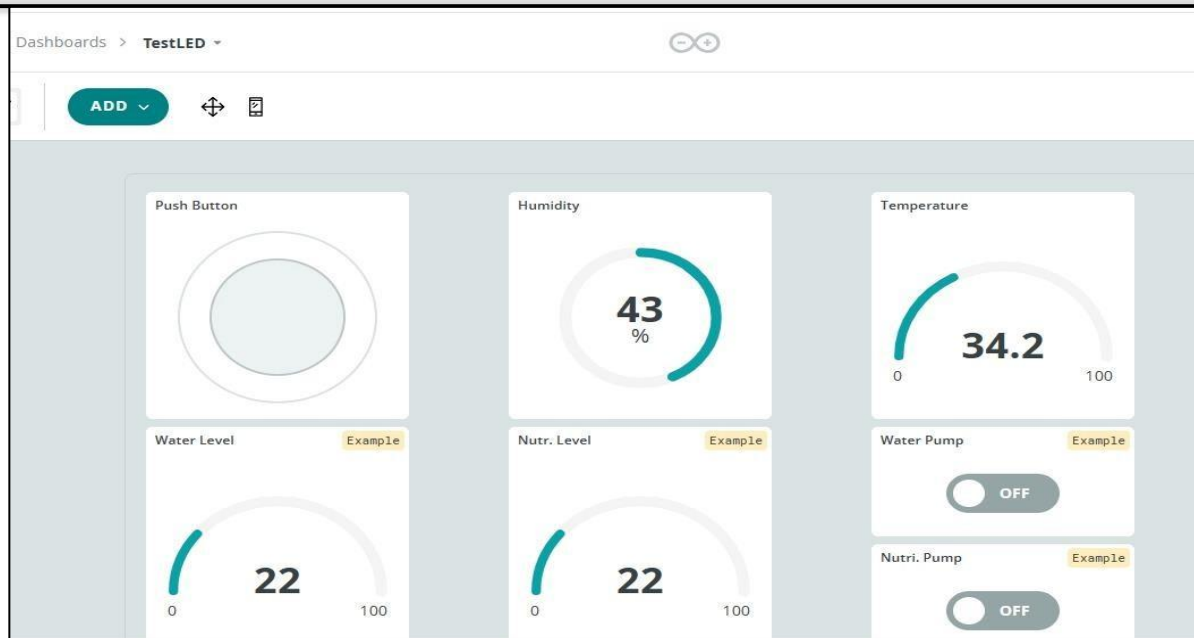 Dashboards > TestLED
ADD
Push Button
Humidity
43
%
Temperature
34.2
0 100
Water Level Example
22
0 100
Nutr. Level Example
22
0 100
Water Pump Example
OFF
Nutri. Pump Example
OFF